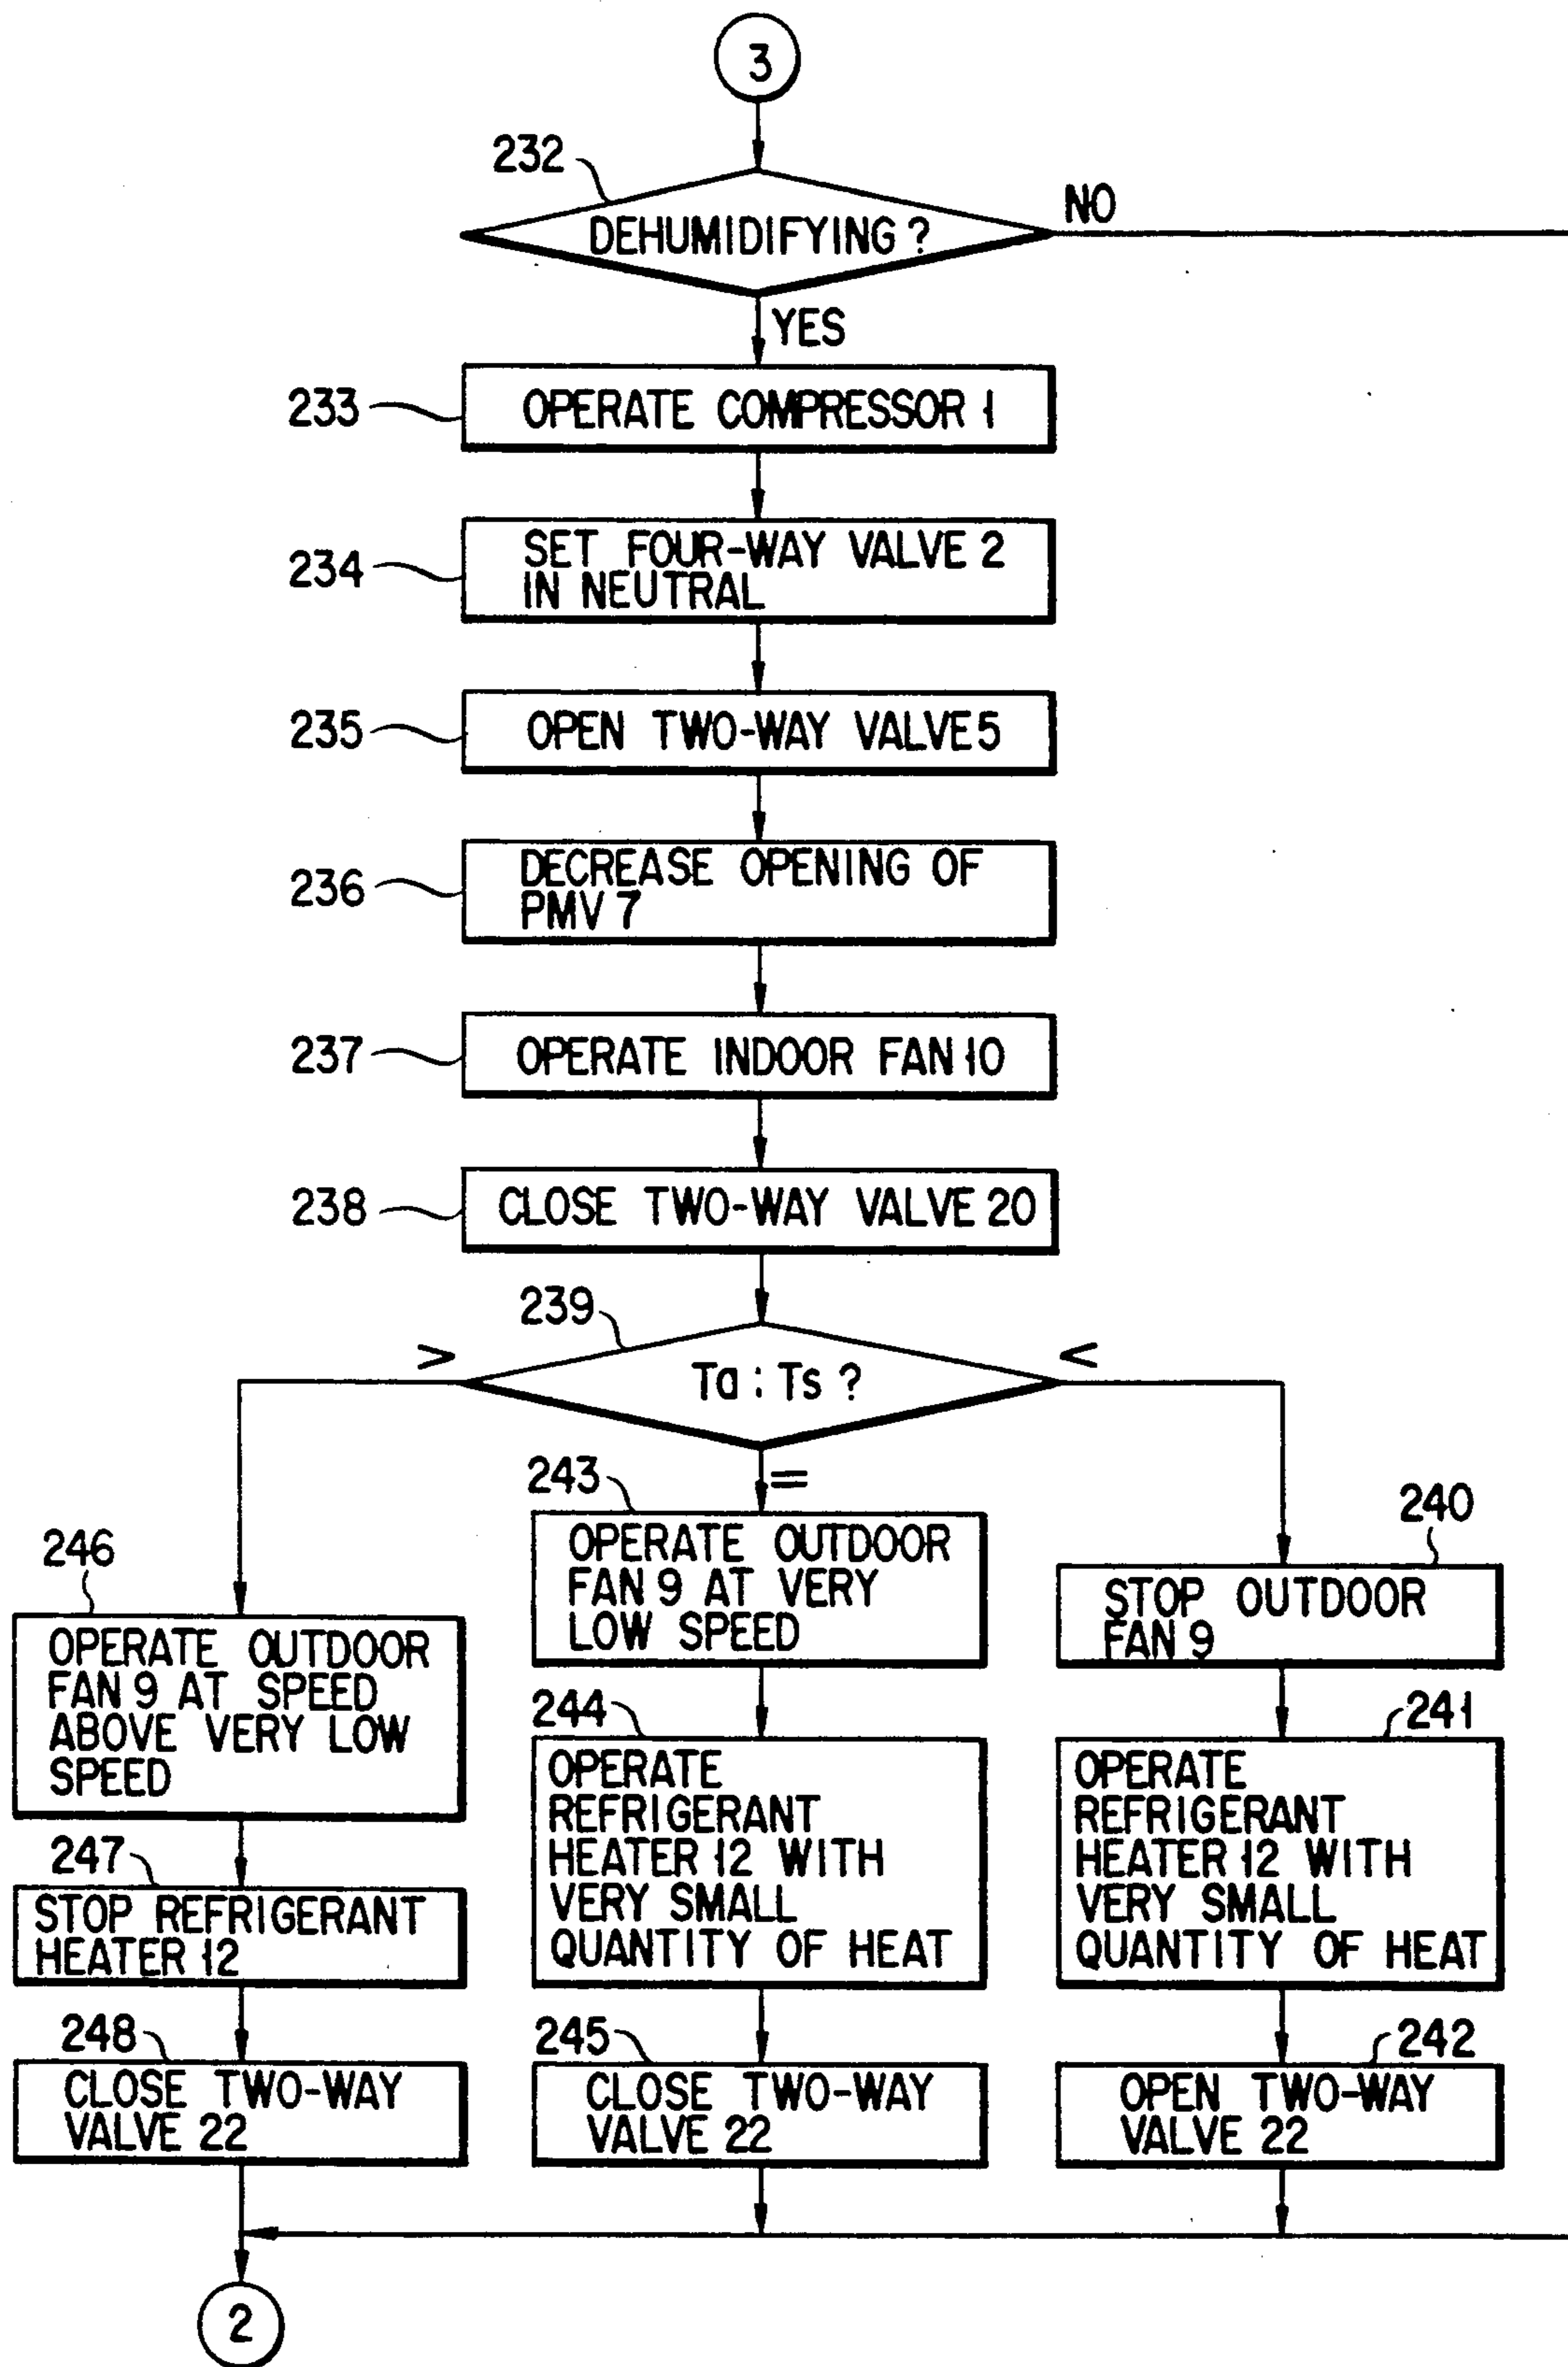 3
232
DEHUMIDIFYING ?
NO
YES
233
OPERATE COMPRESSOR 1
234
SET FOUR-WAY VALVE 2
IN NEUTRAL
235
OPEN TWO-WAY VALVE 5
236
DECREASE OPENING OF
PMV 7
237
OPERATE INDOOR FAN 10
238
CLOSE TWO-WAY VALVE 20
239
>
Ta : Ts ?
<
=
246
OPERATE OUTDOOR
FAN 9 AT SPEED
ABOVE VERY LOW
SPEED
247
STOP REFRIGERANT
HEATER 12
248
CLOSE TWO-WAY
VALVE 22
243
OPERATE OUTDOOR
FAN 9 AT VERY
LOW SPEED
244
OPERATE
REFRIGERANT
HEATER 12 WITH
VERY SMALL
QUANTITY OF HEAT
245
CLOSE TWO-WAY
VALVE 22
240
STOP OUTDOOR
FAN 9
241
OPERATE
REFRIGERANT
HEATER 12 WITH
VERY SMALL
QUANTITY OF HEAT
242
OPEN TWO-WAY
VALVE 22
2